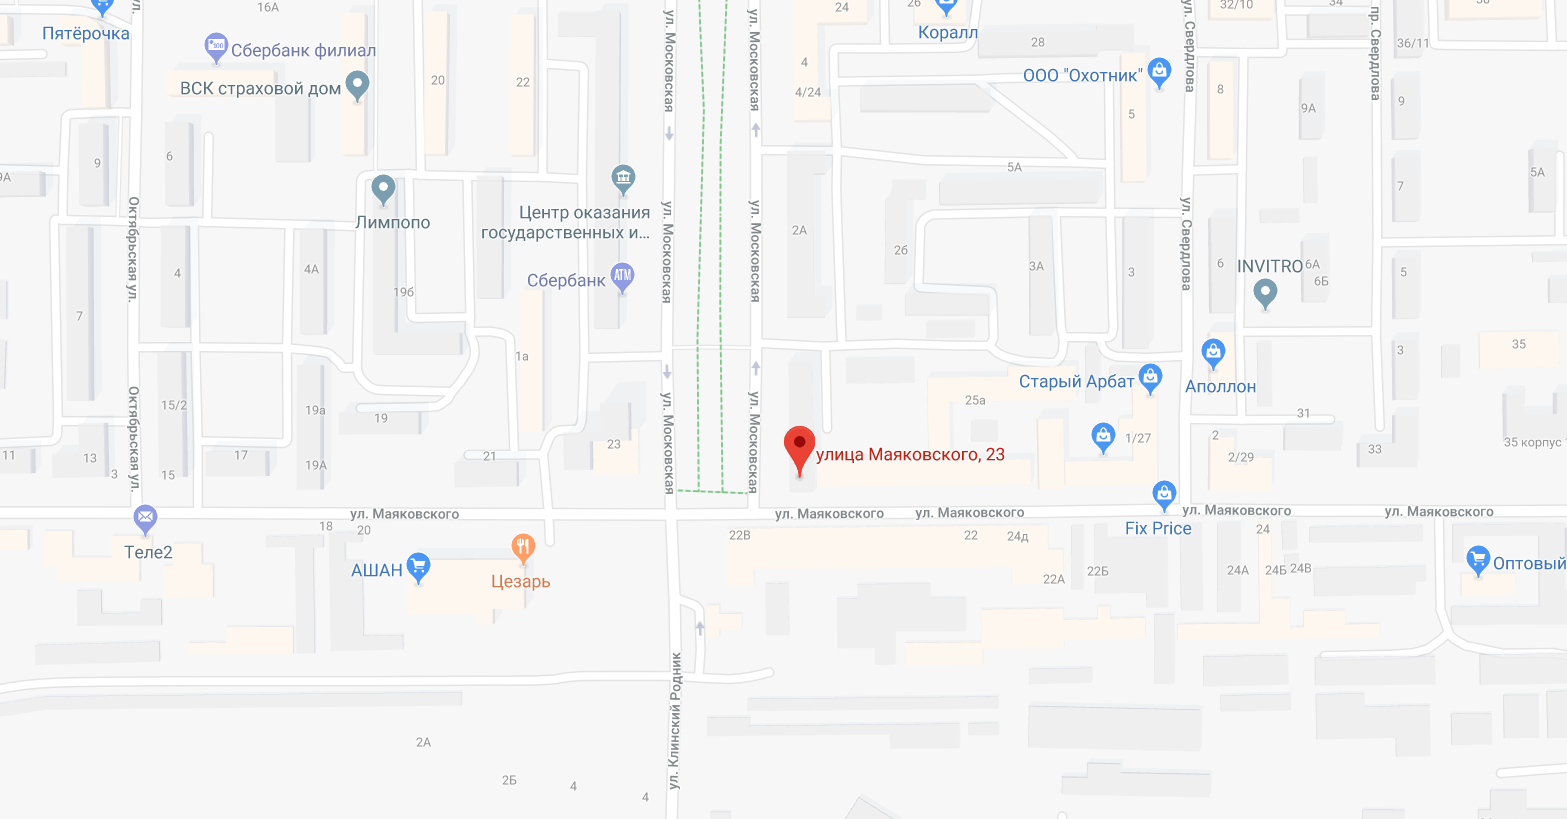 16А
ул.
ул. Московская
ул. Московская
24
26
ул. Свердлова
32/10
34
пр. Свердлова
38
Пятёрочка
Коралл
28
36/11
Сбербанк филиал
4
ООО "Охотник"
ВСК страховой дом
20
22
4/24
8
9
5
9А
9
6
9А
5А
5А
7
Лимпопо
Центр оказания
государственных и...
Октябрьская ул.
ул. Московская
ул. Московская
2А
2б
ул. Свердлова
4
4А
Сбербанк
ATM
3А
3
6
INVITRO
6А
6Б
5
19б
7
1а
35
3
Старый Арбат
Аполлон
Октябрьская ул.
15/2
19а
19
ул. Московская
ул. Московская
25а
31
1/27
2
23
11
13
17
21
улица Маяковского, 23
2/29
33
35 корпус
15
19А
ул. Маяковского
ул. Маяковского
ул. Маяковского
ул. Маяковского
ул. Маяковского
18
20
Fix Price
22В
22
24д
24
Теле2
АШАН
Цезарь
22А
22Б
24А
24Б
24В
Оптовый
ул. Клинский Родник
2А
2Б
4
4